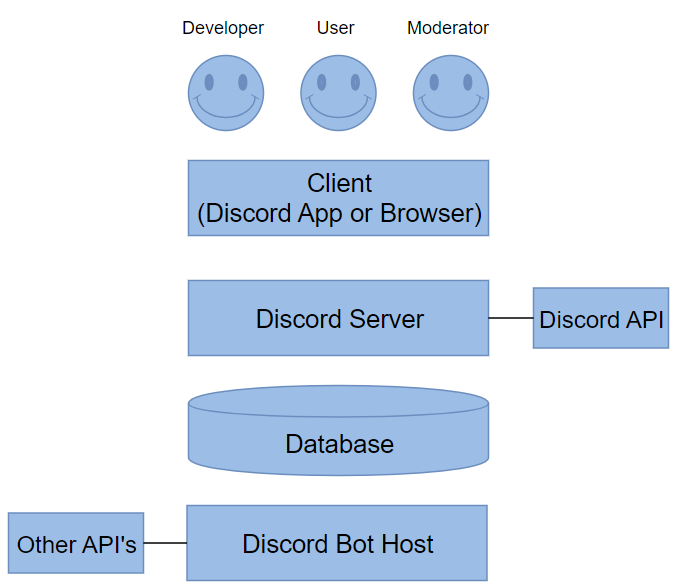 Developer
User
Moderator
Client
(Discord App or Browser)
Discord Server
Discord API
Database
Other API's
Discord Bot Host